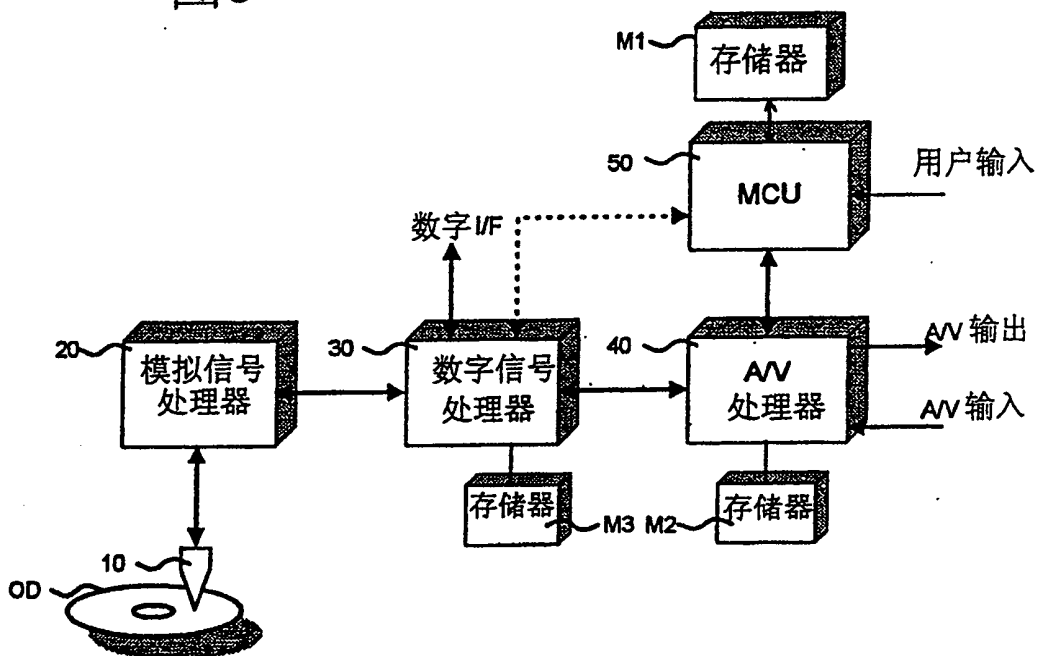 M1
存储器
50
MCU
用户输入
数字I/F
20
模拟信号
处理器
30
数字信号
处理器
40
A/V
处理器
A/V 输出
A/V 输入
存储器
M3
M2
存储器
10
OD